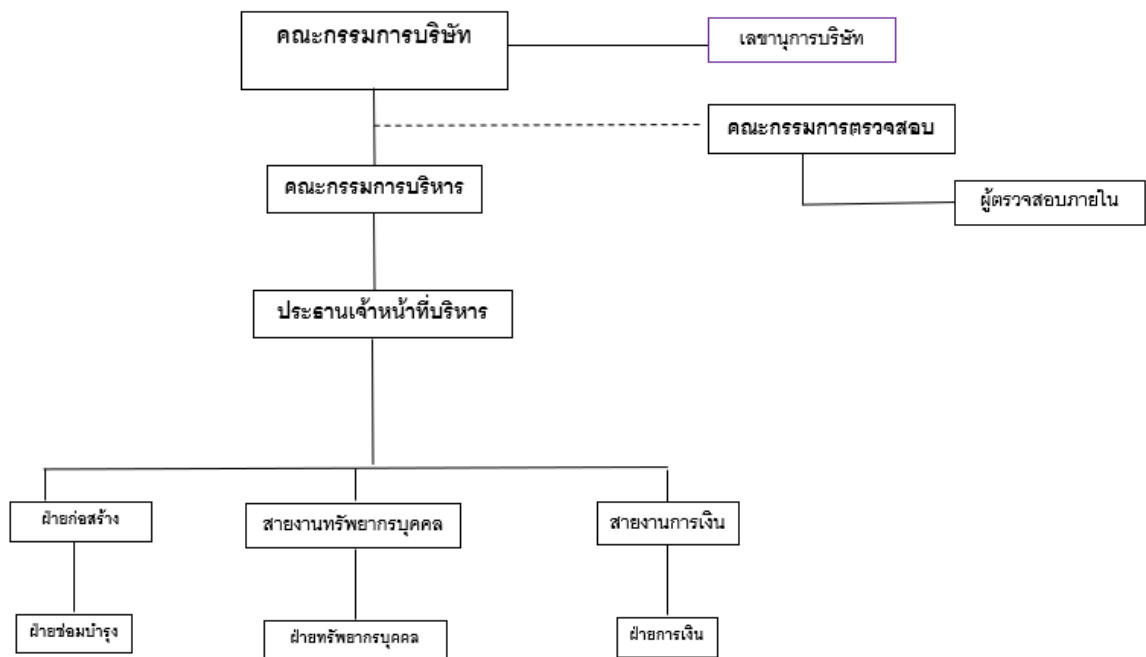 คณะกรรมการบริษัท
เลขานุการบริษัท
คณะกรรมการตรวจสอบ
คณะกรรมการบริหาร
ผู้ตรวจสอบภายใน
ประธานเจ้าหน้าที่บริหาร
ฝ่ายก่อสร้าง
สายงานทรัพยากรบุคคล
สายงานการเงิน
ฝ่ายซ่อมบำรุง
ฝ่ายทรัพยากรบุคคล
ฝ่ายการเงิน